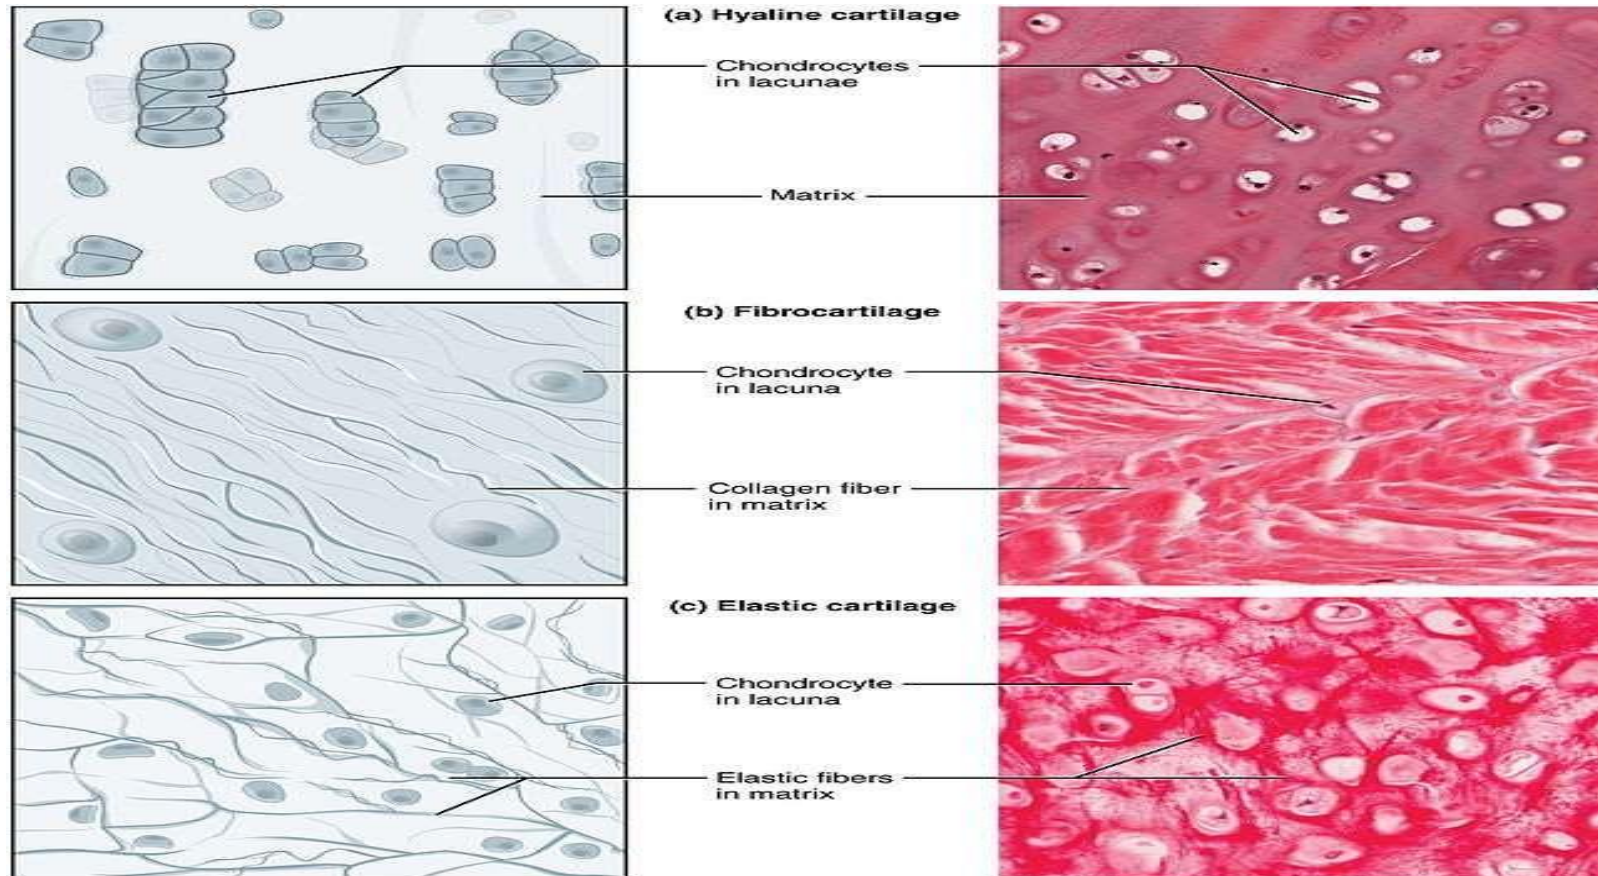 (a) Hyaline cartilage
Chondrocytes
in lacunae
Matrix
(b) Fibrocartilage
Chondrocyte
in lacuna
Collagen fiber
in matrix
(c) Elastic cartilage
Chondrocyte
in lacuna
Elastic fibers
in matrix